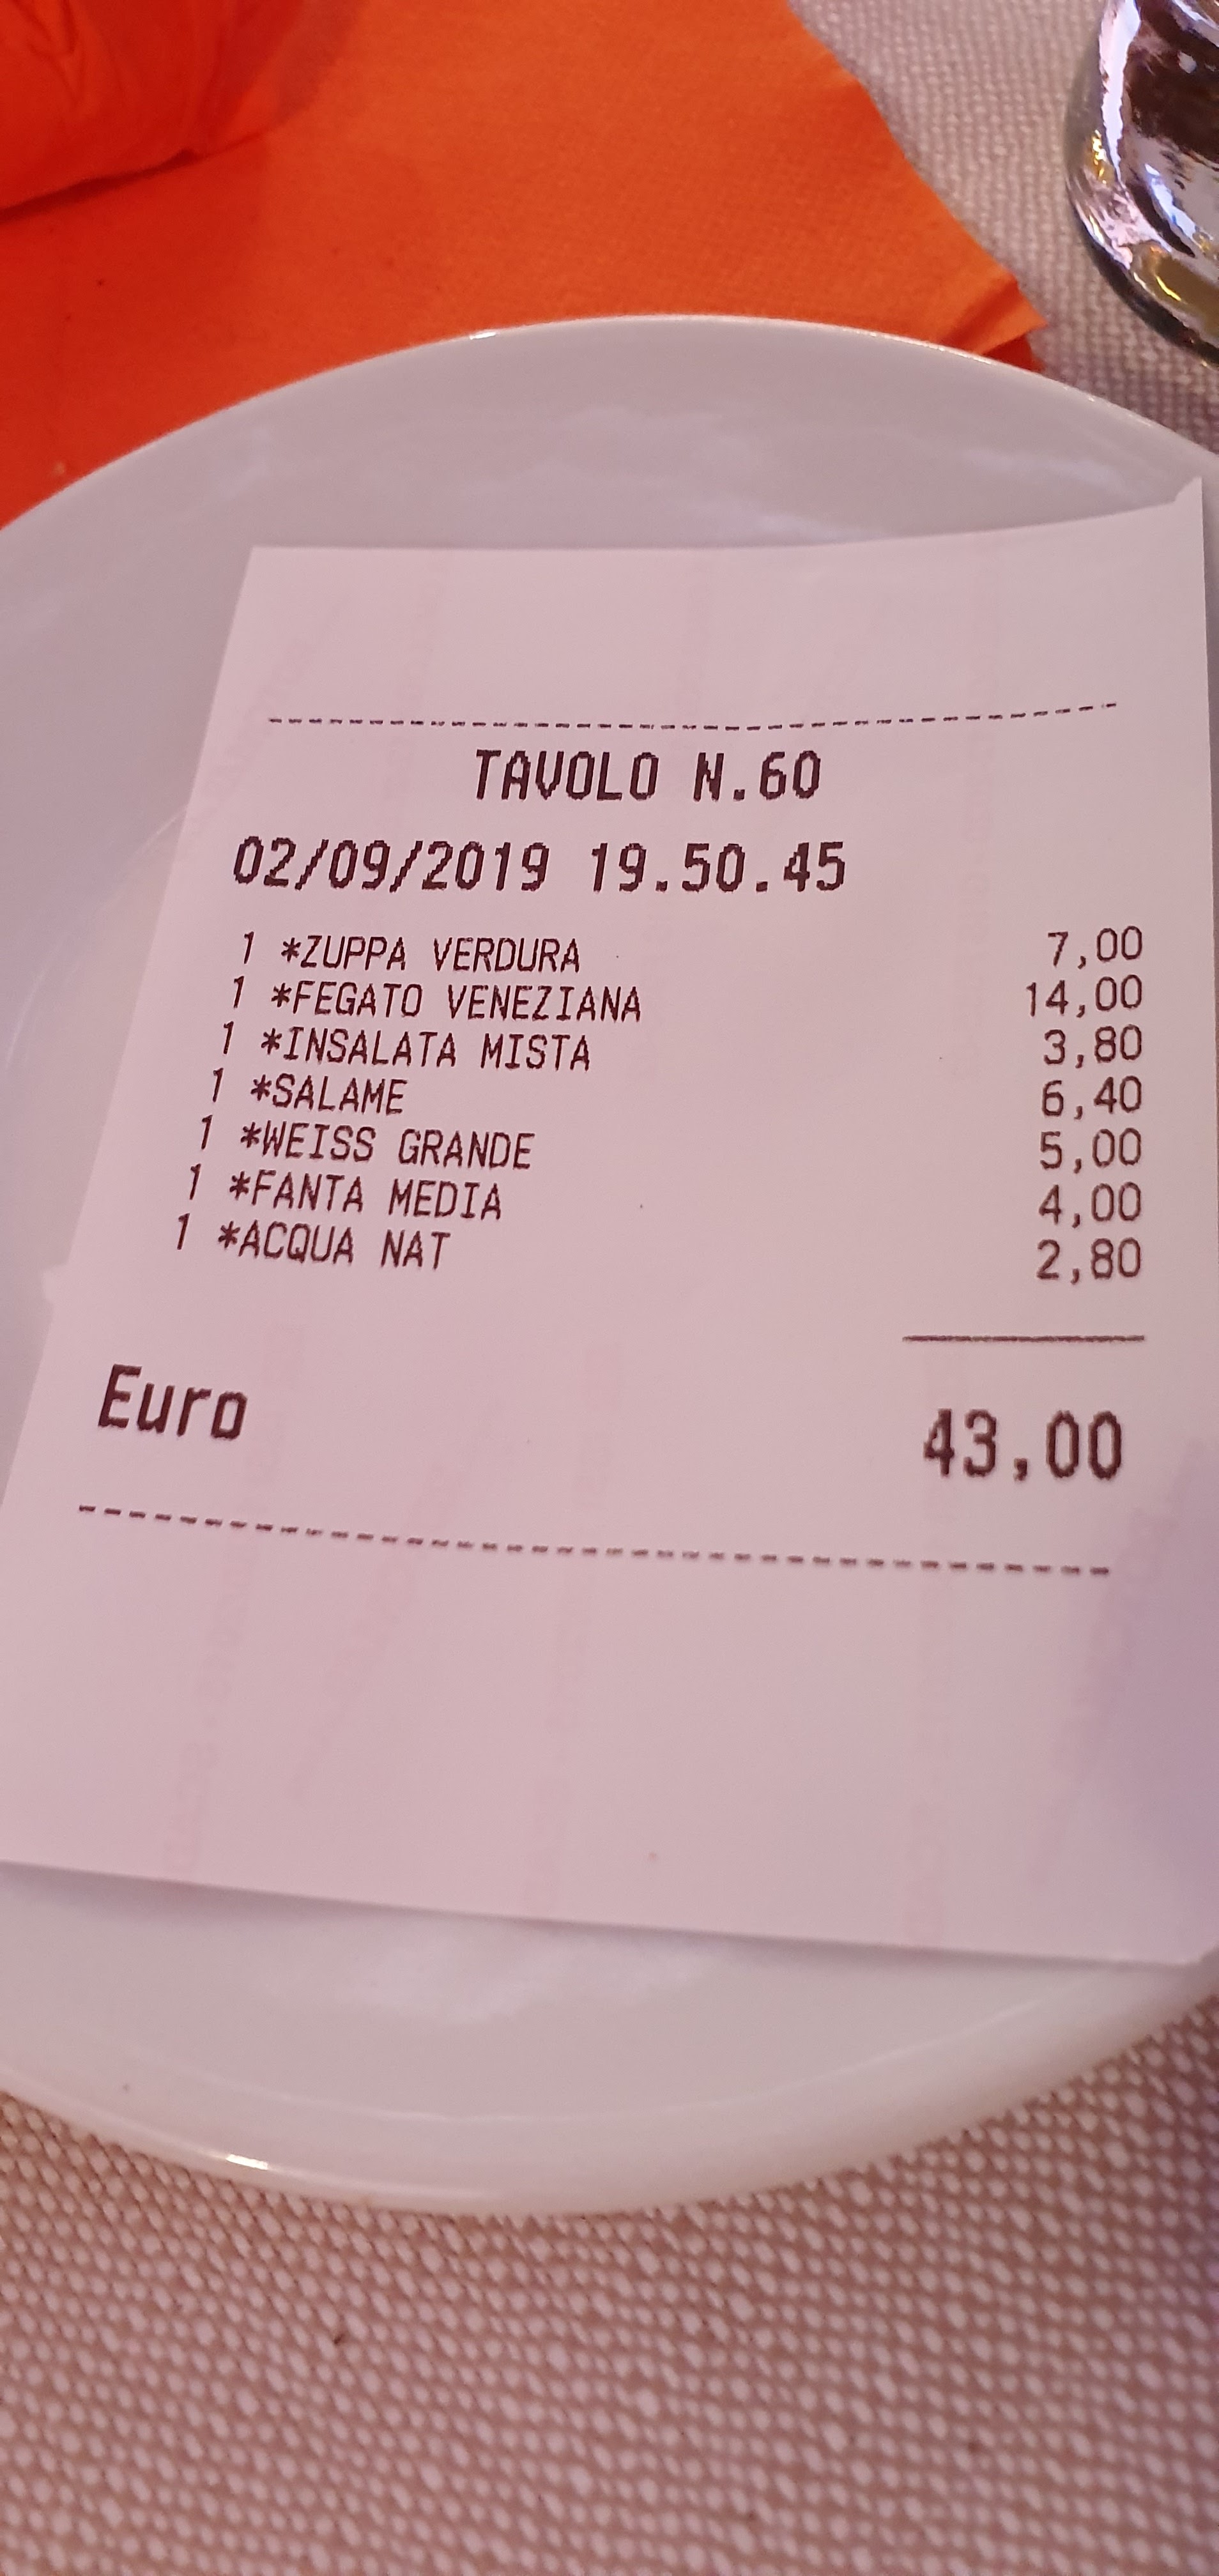 TAVOLO N.60
02/09/2019 19.50.45
1 *ZUPPA VERDURA 7,00
1 *FEGATO VENEZIANA 14,00
1 *INSALATA MISTA 3,80
1 *SALAME 6,40
1 *WEISS GRANDE 5,00
1 *FANTA MEDIA 4,00
1 *ACQUA NAT 2,80
Euro 43,00